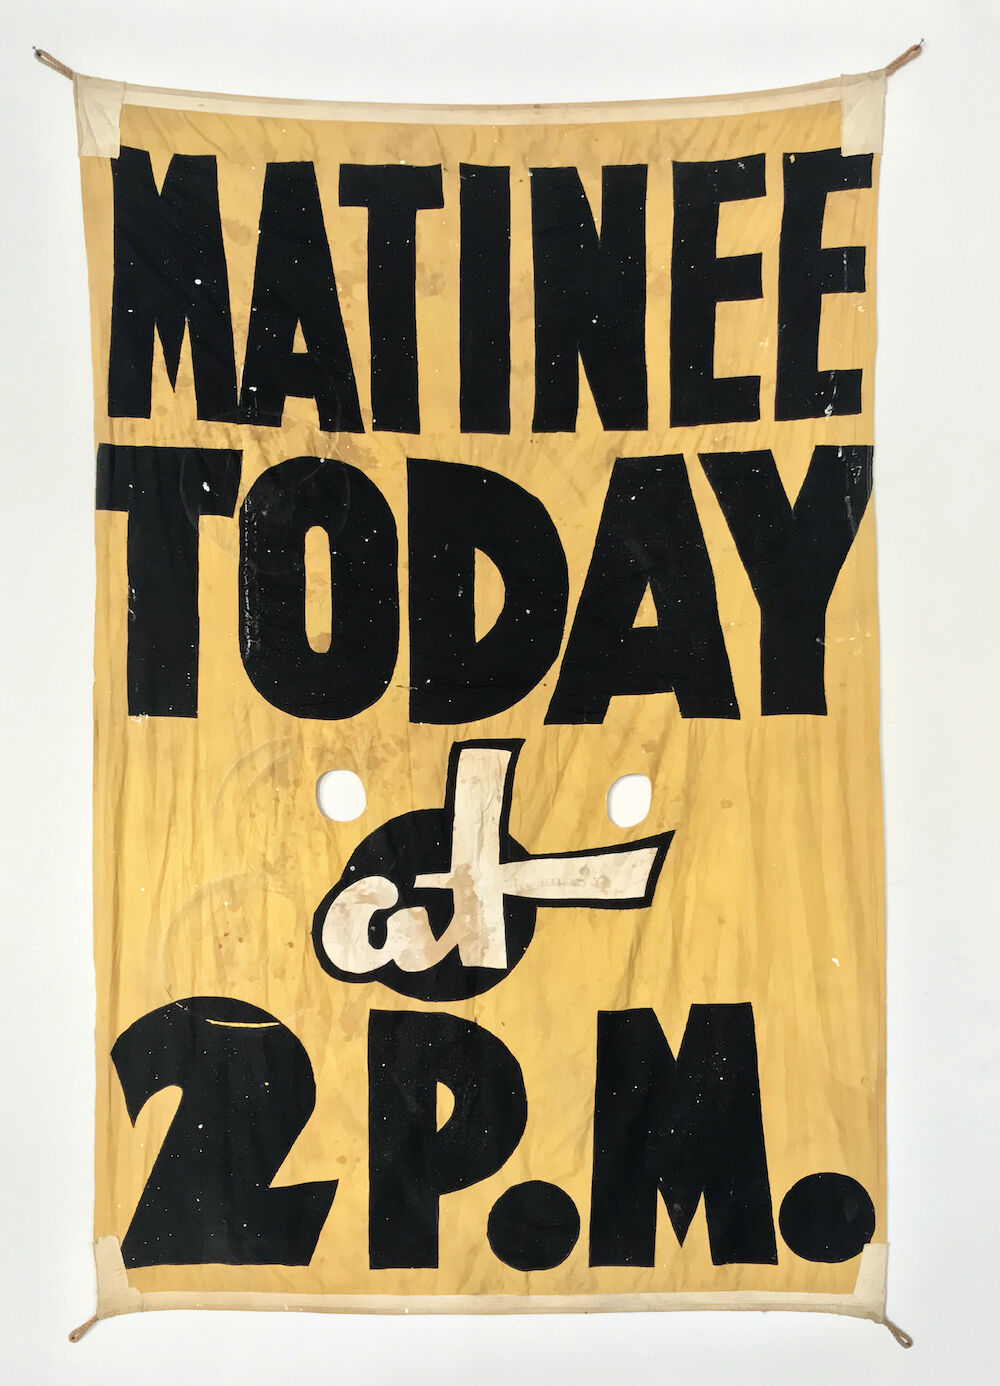 MATINEE
TODAY
at
2 P.M.